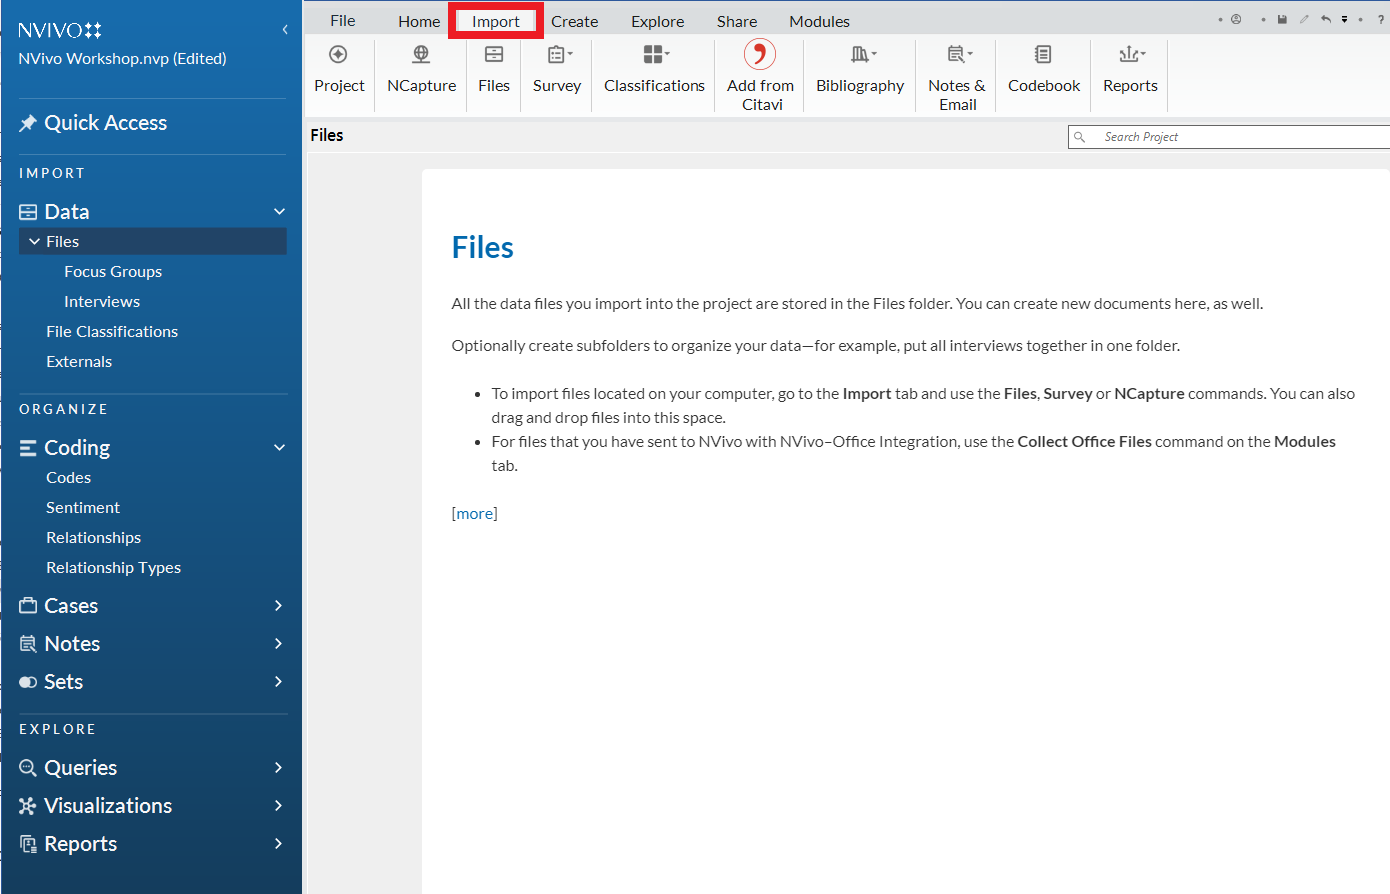 NVIVO
NVivo Workshop.nvp (Edited)
Quick Access
IMPORT
Data
Files
Focus Groups
Interviews
File Classifications
Externals
ORGANIZE
Coding
Codes
Sentiment
Relationships
Relationship Types
Cases
Notes
Sets
EXPLORE
Queries
Visualizations
Reports
File Home Import Create Explore Share Modules ?
Project NCapture Files Survey Classifications Add from Citavi Bibliography Notes & Email Codebook Reports
Files
Search Project
Files
All the data files you import into the project are stored in the Files folder. You can create new documents here, as well.
Optionally create subfolders to organize your data—for example, put all interviews together in one folder.
• To import files located on your computer, go to the Import tab and use the Files, Survey or NCapture commands. You can also
drag and drop files into this space.
• For files that you have sent to NVivo with NVivo–Office Integration, use the Collect Office Files command on the Modules
tab.
[more]